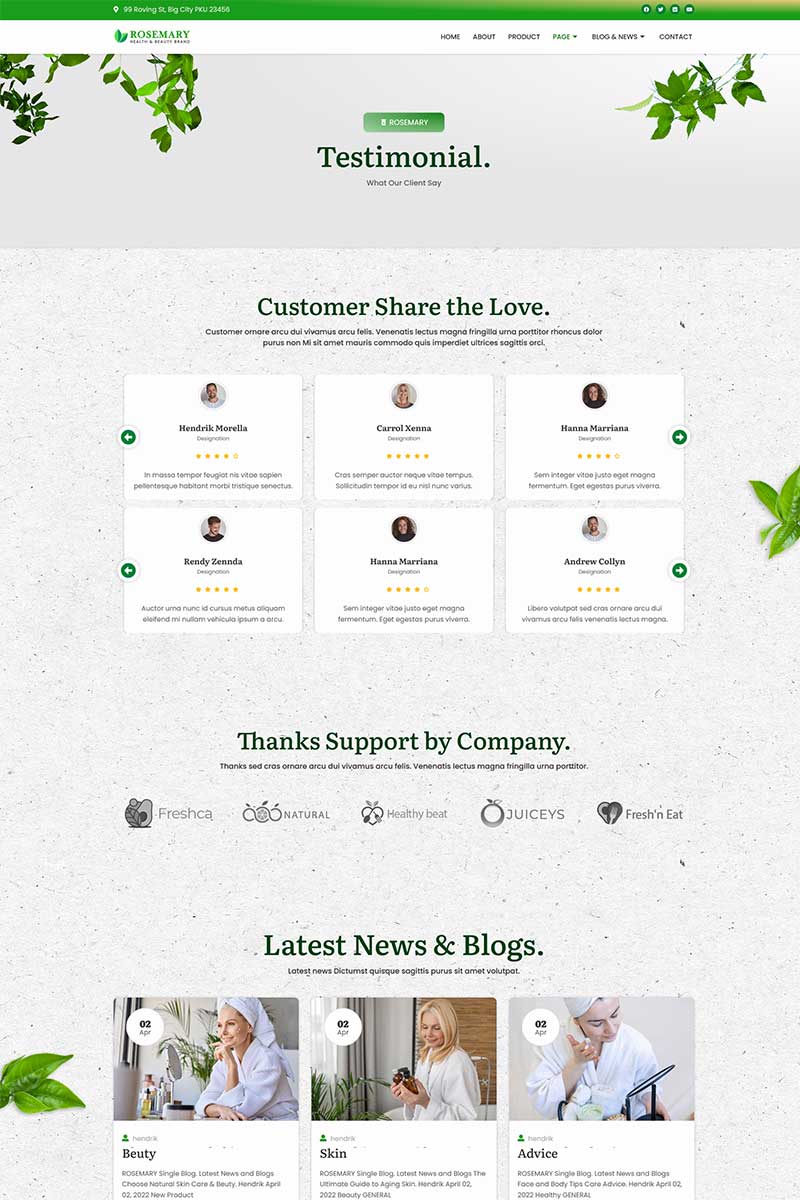 99 Roving St, Big City PKU 23456
ROSEMARY
HEALTH & BEAUTY BRAND
HOME ABOUT PRODUCT PAGE BLOG & NEWS CONTACT
ROSEMARY
Testimonial.
What Our Client Say
Customer Share the Love.
Customer ornare arcu dui vivamus arcu felis. Venenatis lectus magna fringilla urna porttitor rhoncus dolor
purus non Mi sit amet mauris commodo quis imperdiet ultrices sagittis orci.
Hendrik Morella
Designation
In massa tempor feugiat nis vitae sapien
pellentesque habitant morbi tristique senectus.
Carrol Xenna
Designation
Cras semper auctor neque vitae tempus.
Sollicitudin tempor id eu nisl nunc varius.
Hanna Marriana
Designation
Sem integer vitae justo eget magna
fermentum. Eget egestas purus viverra.
Rendy Zennda
Designation
Auctor urna nunc id cursus metus aliquam
eleifend mi nullam vehicula ipsum a arcu.
Hanna Marriana
Designation
Sem integer vitae justo eget magna
fermentum. Eget egestas purus viverra.
Andrew Collyn
Designation
Libero volutpat sed cras ornare arcu dui
vivamus arcu felis venenatis lectus magna.
Thanks Support by Company.
Thanks sed cras ornare arcu dui vivamus arcu felis. Venenatis lectus magna fringilla urna porttitor.
Freshca
NATURAL
Healthy beat
JUICEYS
Fresh'n Eat
Latest News & Blogs.
Latest news Dictumst quisque sagittis purus sit amet volutpat.
02
Apr
hendrik
Beuty
ROSEMARY Single Blog. Latest News and Blogs
Choose Natural Skin Care & Beuty. Hendrik April
02, 2022 New Product
02
Apr
hendrik
Skin
ROSEMARY Single Blog. Latest News and Blogs The
Ultimate Guide to Aging Skin. Hendrik April 02,
2022 Beauty GENERAL
02
Apr
hendrik
Advice
ROSEMARY Single Blog. Latest News and Blogs
Face and Body Tips Care Advice. Hendrik April 02,
2022 Healthy GENERAL